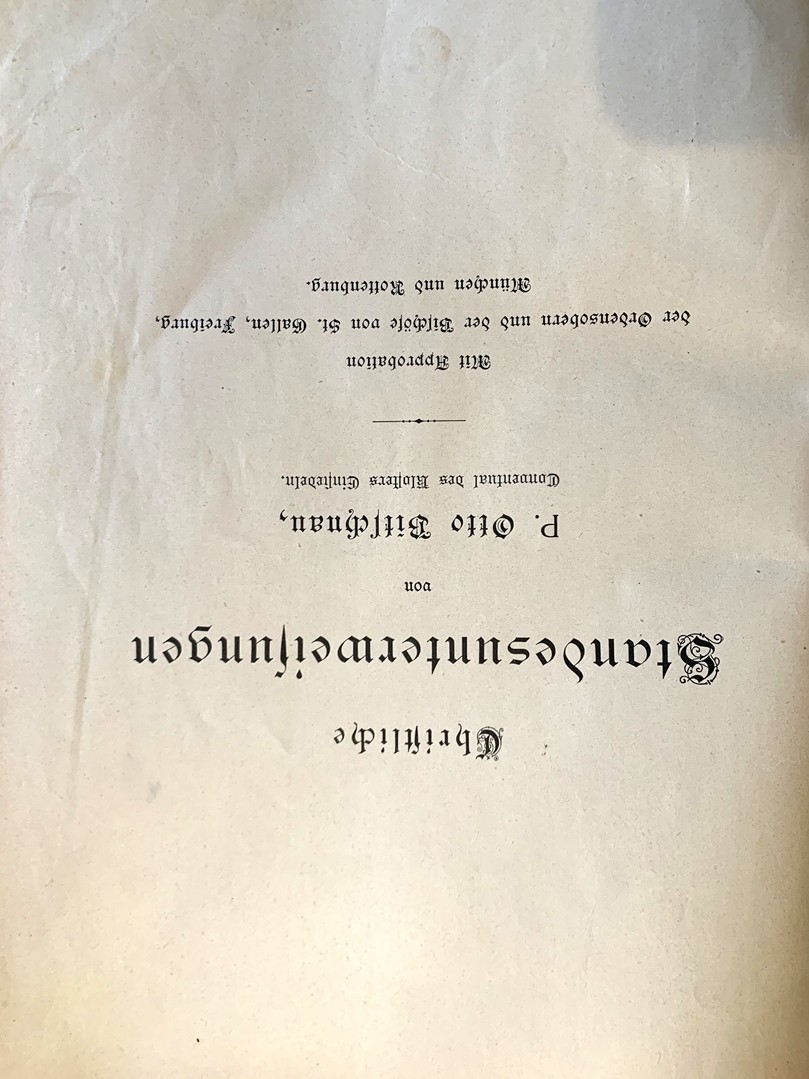 Christliche
Standesunterweisungen
von
P. Otto Bitschnau,
Conventual des Klosters Einsiedeln.
Mit Approbation
der Ordensobern und der Bischöfe von St. Gallen, Freiburg,
München und Rottenburg.